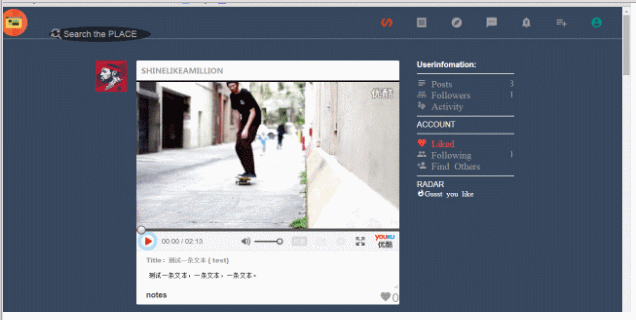 Search the PLACE
SHINELIKEAMILLION
优酷
00:00 / 02:13
YOUKU
优酷
Title：测试一条文本 ( test)
测试一条文本，一条文本，一条文本。
notes
0
Userinfomation:
Posts 3
Followers 1
Activity
ACCOUNT
Liked
Following 1
Find Others
RADAR
Guest you like